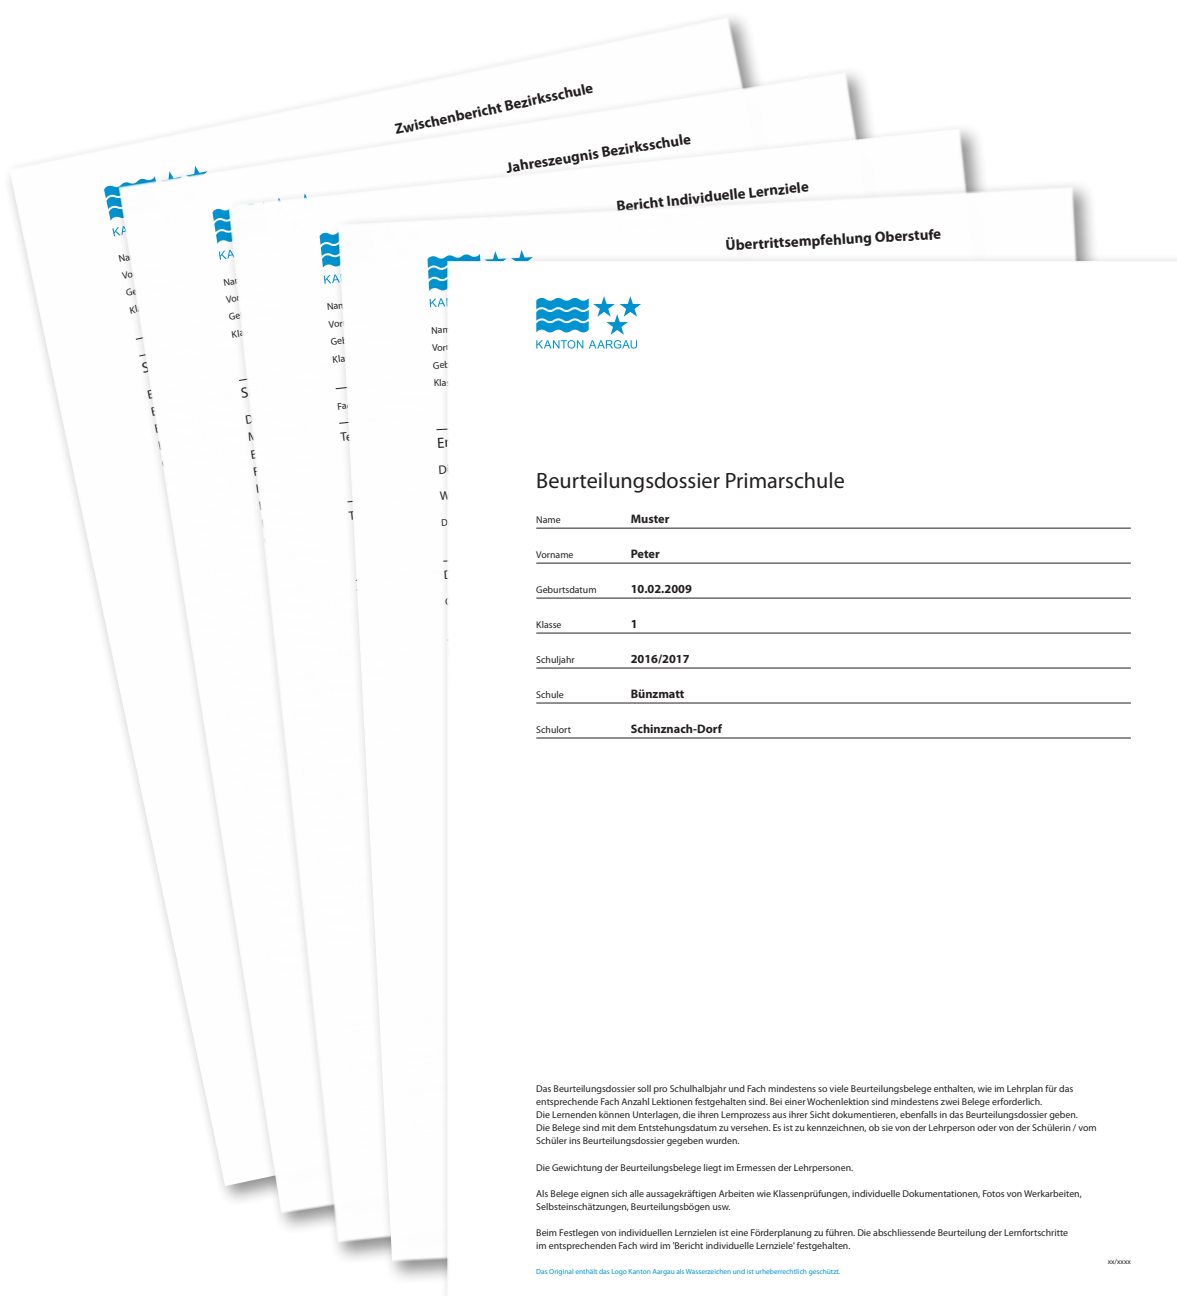 Zwischenbericht Bezirksschule
Jahreszeugnis Bezirksschule
Bericht Individuelle Lernziele
Übertrittsempfehlung Oberstufe
KANTON AARGAU
Beurteilungsdossier Primarschule
Name Muster
Vorname Peter
Geburtsdatum 10.02.2009
Klasse 1
Schuljahr 2016/2017
Schule Bünzmatt
Schulort Schinznach-Dorf
Das Beurteilungsdossier soll pro Schulhalbjahr und Fach mindestens so viele Beurteilungsbelege enthalten, wie im Lehrplan für das
entsprechende Fach Anzahl Lektionen festgehalten sind. Bei einer Wochenlektion sind mindestens zwei Belege erforderlich.
Die Lernenden können Unterlagen, die ihren Lernprozess aus ihrer Sicht dokumentieren, ebenfalls in das Beurteilungsdossier geben.
Die Belege sind mit dem Entstehungsdatum zu versehen. Es ist zu kennzeichnen, ob sie von der Lehrperson oder von der Schülerin / vom
Schüler ins Beurteilungsdossier gegeben wurden.
Die Gewichtung der Beurteilungsbelege liegt im Ermessen der Lehrpersonen.
Als Belege eignen sich alle aussagekräftigen Arbeiten wie Klassenprüfungen, individuelle Dokumentationen, Fotos von Werkarbeiten,
Selbsteinschätzungen, Beurteilungsbögen usw.
Beim Festlegen von individuellen Lernzielen ist eine Förderplanung zu führen. Die abschliessende Beurteilung der Lernfortschritte
im entsprechenden Fach wird im 'Bericht individuelle Lernziele' festgehalten.
xx/xxxx
Das Original enthält das Logo Kanton Aargau als Wasserzeichen und ist urheberrechtlich geschützt.